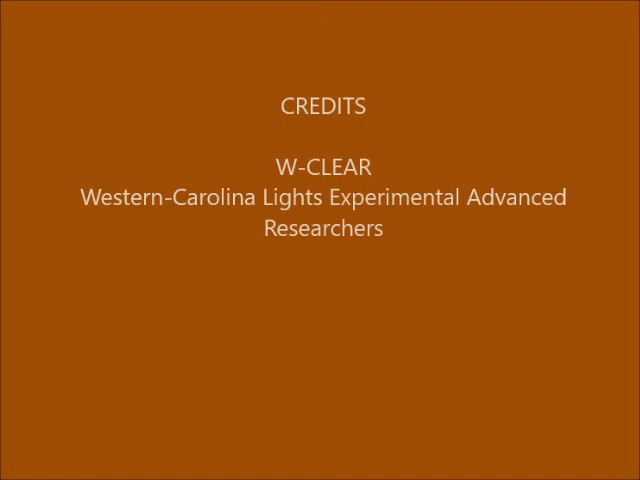 CREDITS
W-CLEAR
Western-Carolina Lights Experimental Advanced
Researchers